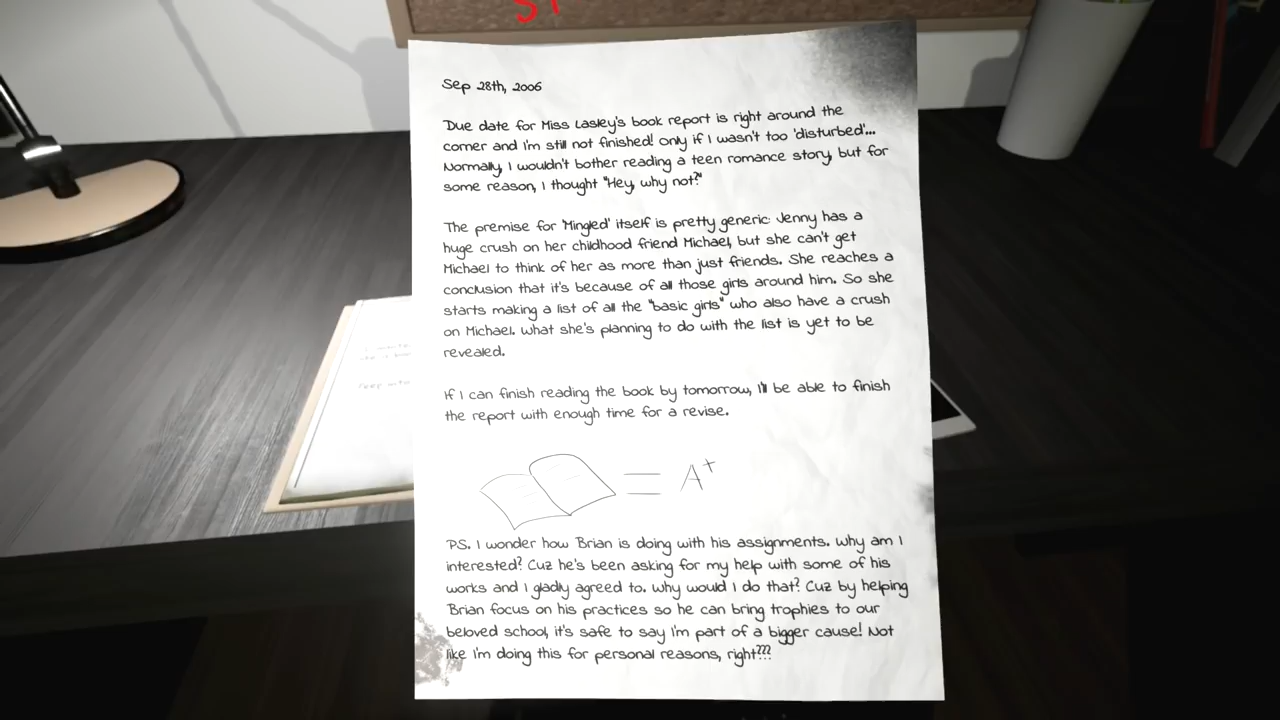 ST
Sep 28th, 2006
Due date for Miss Lasley's book report is right around the
corner and I'm still not finished! Only if I wasn't too 'disturbed'...
Normally, I wouldn't bother reading a teen romance story, but for
some reason, I thought "Hey, why not?"
The premise for 'Mingled' itself is pretty generic: Jenny has a
huge crush on her childhood friend Michael, but she can't get
Michael to think of her as more than just friends. She reaches a
conclusion that it's because of all those girls around him. So she
starts making a list of all the "basic girls" who also have a crush
on Michael. What she's planning to do with the list is yet to be
revealed.
If I can finish reading the book by tomorrow, I'll be able to finish
the report with enough time for a revise.
= A+
PS. I wonder how Brian is doing with his assignments. Why am I
interested? Cuz he's been asking for my help with some of his
works and I gladly agreed to. Why would I do that? Cuz by helping
Brian focus on his practices so he can bring trophies to our
beloved school, it's safe to say I'm part of a bigger cause! Not
like I'm doing this for personal reasons, right???